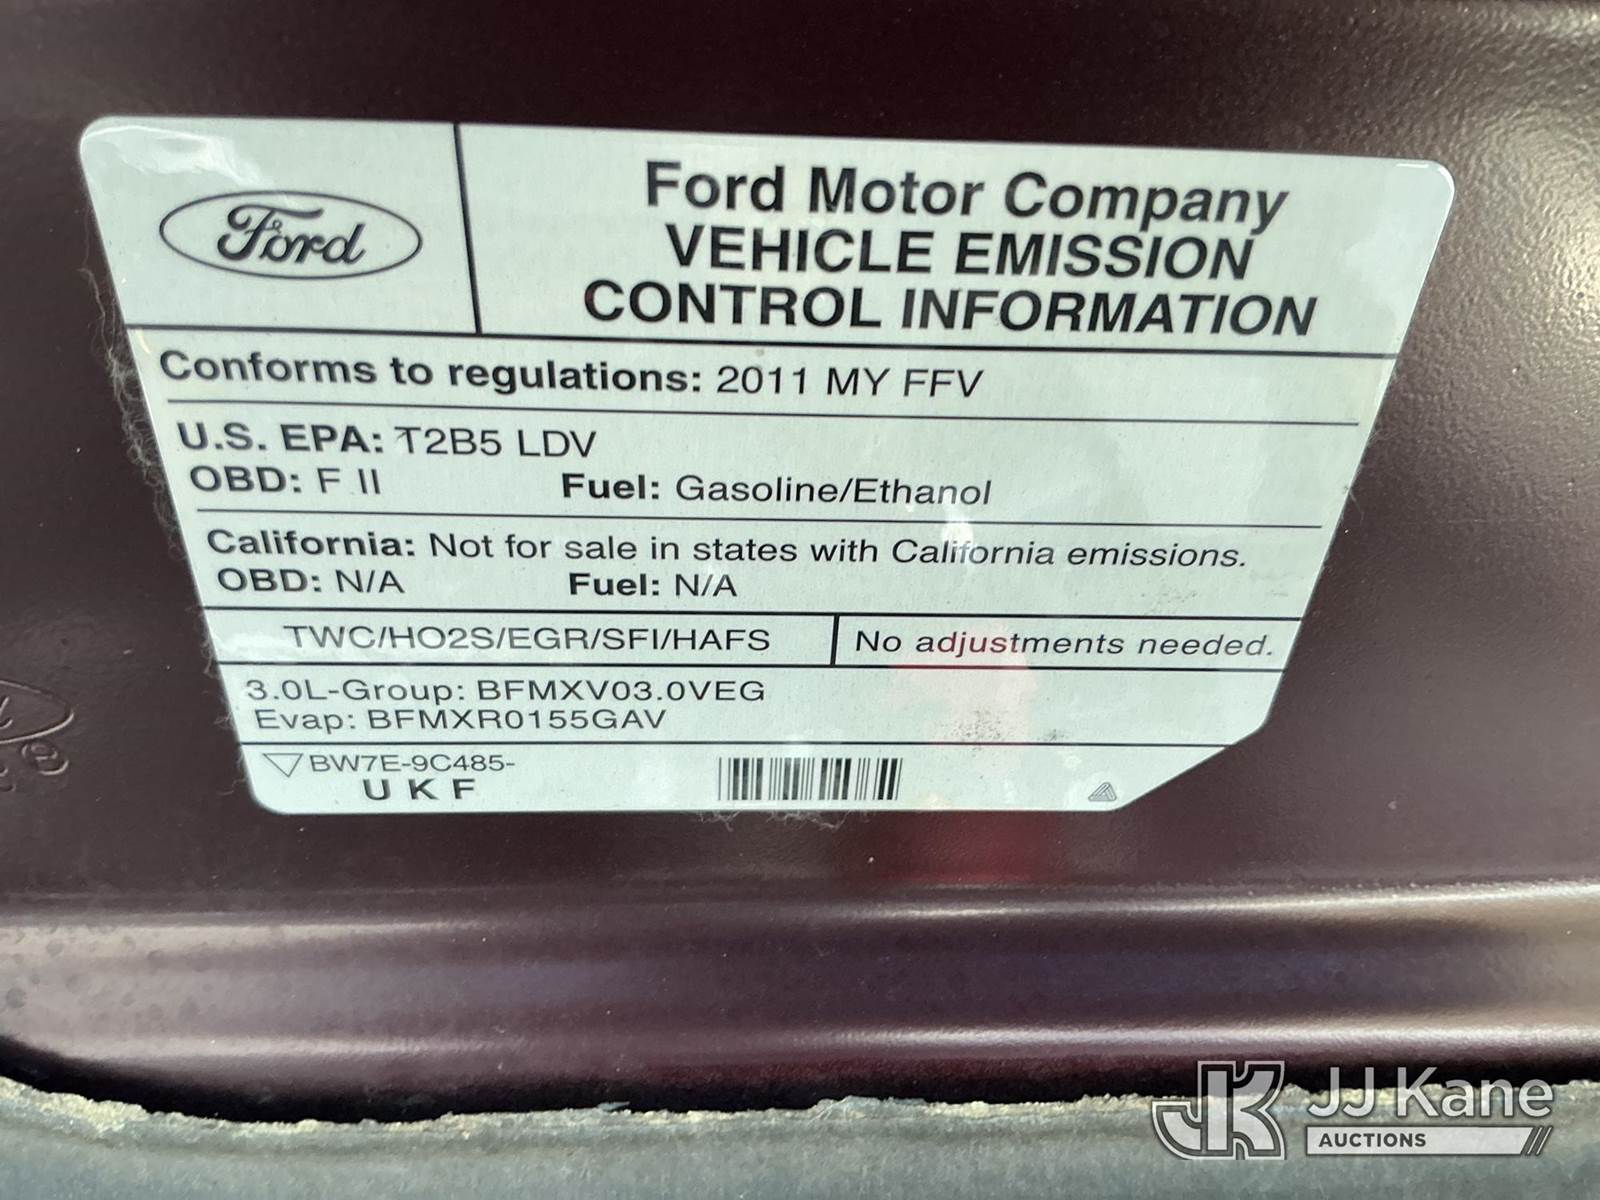 Ford
Ford Motor Company
VEHICLE EMISSION
CONTROL INFORMATION
Conforms to regulations: 2011 MY FFV
U.S. EPA: T2B5 LDV
OBD: F II Fuel: Gasoline/Ethanol
California: Not for sale in states with California emissions.
OBD: N/A Fuel: N/A
TWC/HO2S/EGR/SFI/HAFS No adjustments needed.
3.0L-Group: BFMXV03.0VEG
Evap: BFMXR0155GAV
BW7E-9C485-
U K F
JK JJ Kane
AUCTIONS